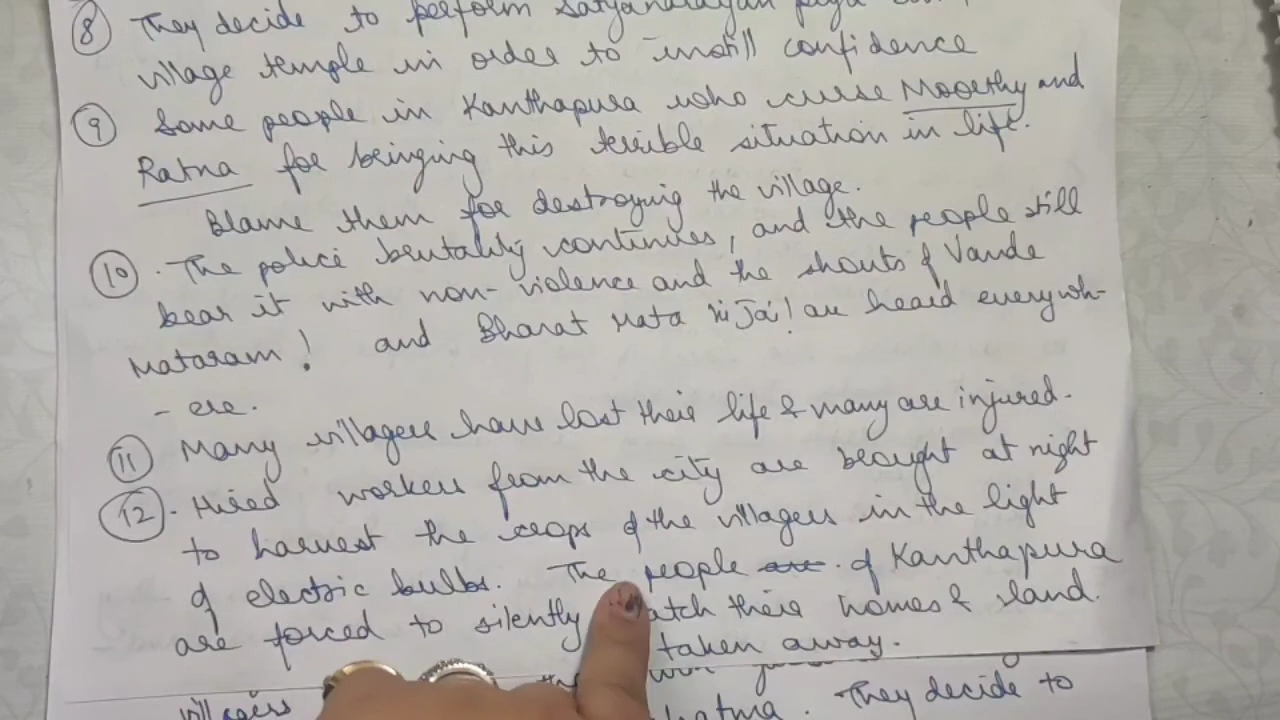 8 They decide to perform Satyanarayan puja
village temple in order to instill confidence
9 Some people in Kanthapura who curse Moorthy and
Ratna for bringing this terrible situation in life.
Blame them for destroying the village.
10 . The police brutality continues, and the people still
bear it with non-violence and the shouts of Vande
Mataram! and Bharat Mata ki Jai! are heard everywh-
- ere.
11 Many villagers have lost their life & many are injured.
12 . Hired workers from the city are brought at night
to harvest the crops of the villagers in the light
of electric bulbs. The people are . of Kanthapura
are forced to silently atch their homes & land.
taken away.
villagers They decide to